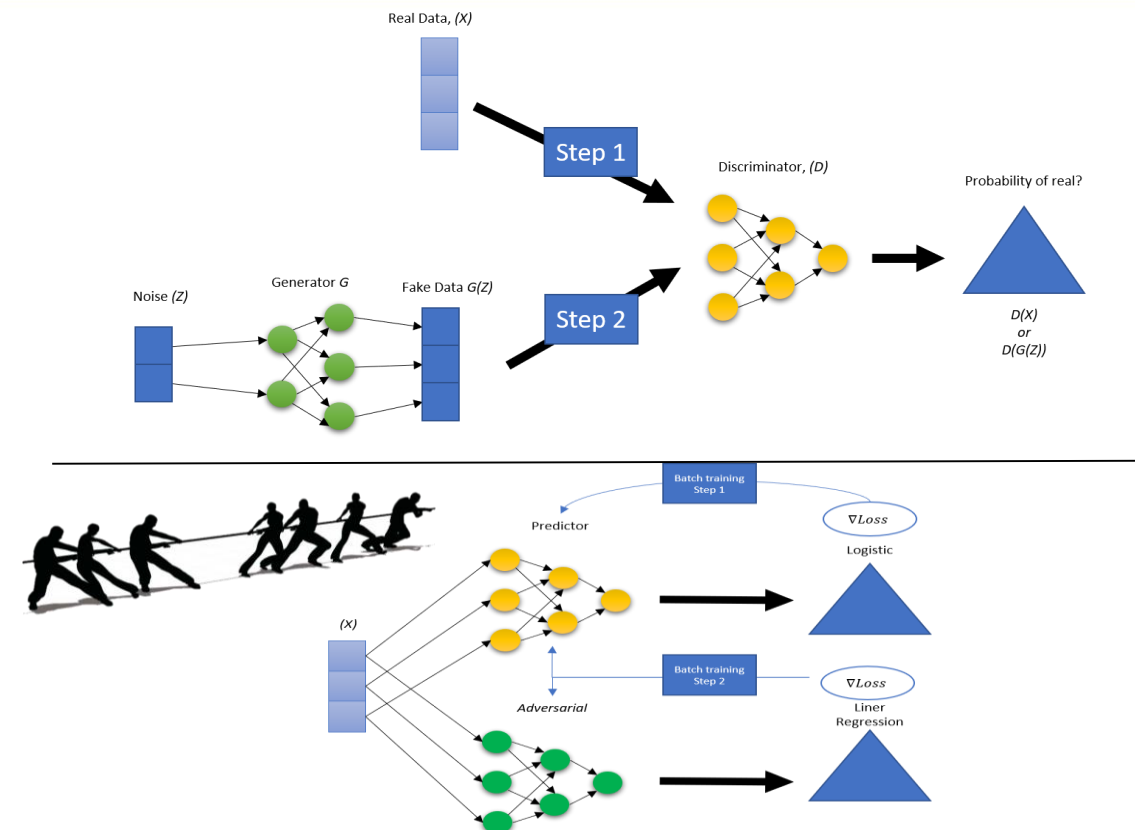 Real Data, (X)
Step 1
Discriminator, (D)
Probability of real?
Generator G
Fake Data G(Z)
Noise (Z)
Step 2
D(X)
or
D(G(Z))
Batch training
Step 1
∇Loss
Predictor
Logistic
(X)
Batch training
Step 2
∇Loss
Adversarial
Liner
Regression